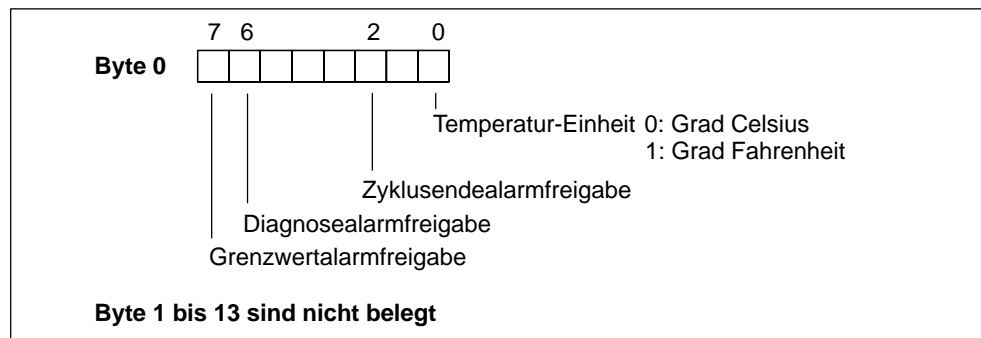 7 6 2 0
Byte 0
Temperatur-Einheit 0: Grad Celsius
1: Grad Fahrenheit
Zyklusendealarmfreigabe
Diagnosealarmfreigabe
Grenzwertalarmfreigabe
Byte 1 bis 13 sind nicht belegt